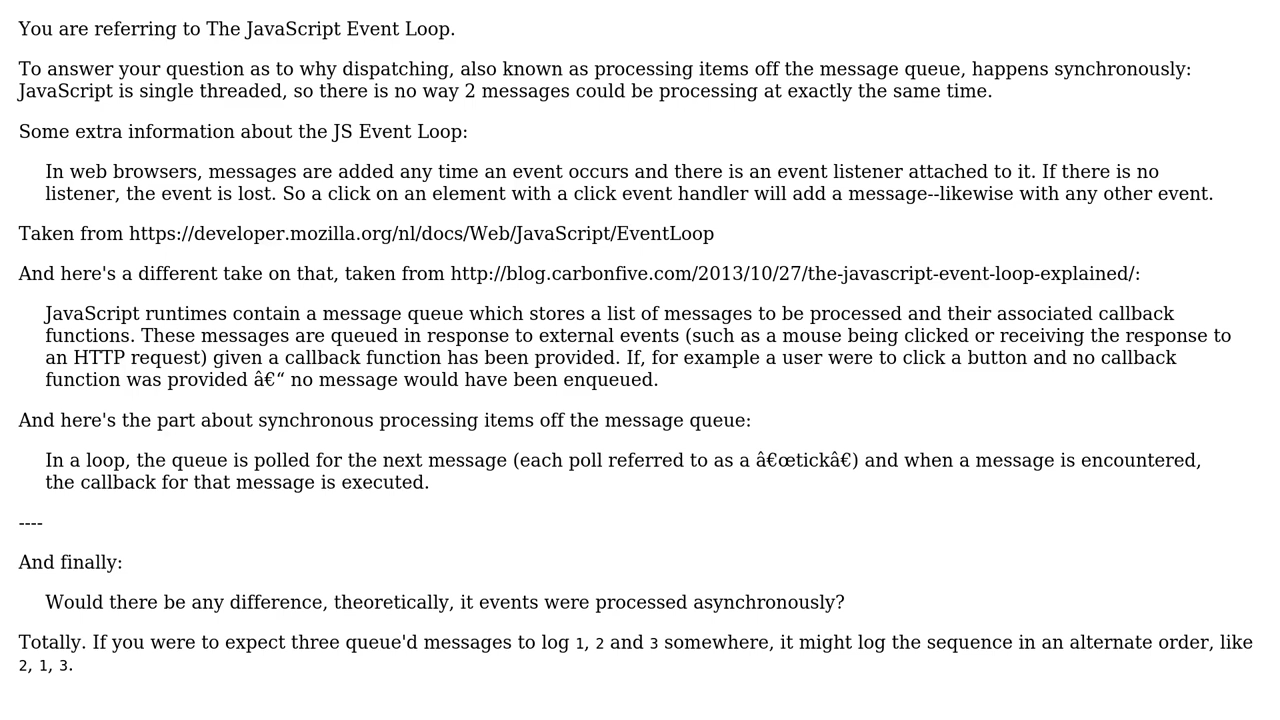 You are referring to The JavaScript Event Loop.
To answer your question as to why dispatching, also known as processing items off the message queue, happens synchronously:
JavaScript is single threaded, so there is no way 2 messages could be processing at exactly the same time.
Some extra information about the JS Event Loop:
In web browsers, messages are added any time an event occurs and there is an event listener attached to it. If there is no
listener, the event is lost. So a click on an element with a click event handler will add a message--likewise with any other event.
Taken from https://developer.mozilla.org/nl/docs/Web/JavaScript/EventLoop
And here's a different take on that, taken from http://blog.carbonfive.com/2013/10/27/the-javascript-event-loop-explained/:
JavaScript runtimes contain a message queue which stores a list of messages to be processed and their associated callback
functions. These messages are queued in response to external events (such as a mouse being clicked or receiving the response to
an HTTP request) given a callback function has been provided. If, for example a user were to click a button and no callback
function was provided â€“ no message would have been enqueued.
And here's the part about synchronous processing items off the message queue:
In a loop, the queue is polled for the next message (each poll referred to as a â€œtickâ€) and when a message is encountered,
the callback for that message is executed.
----
And finally:
Would there be any difference, theoretically, it events were processed asynchronously?
Totally. If you were to expect three queue'd messages to log 1, 2 and 3 somewhere, it might log the sequence in an alternate order, like
2, 1, 3.